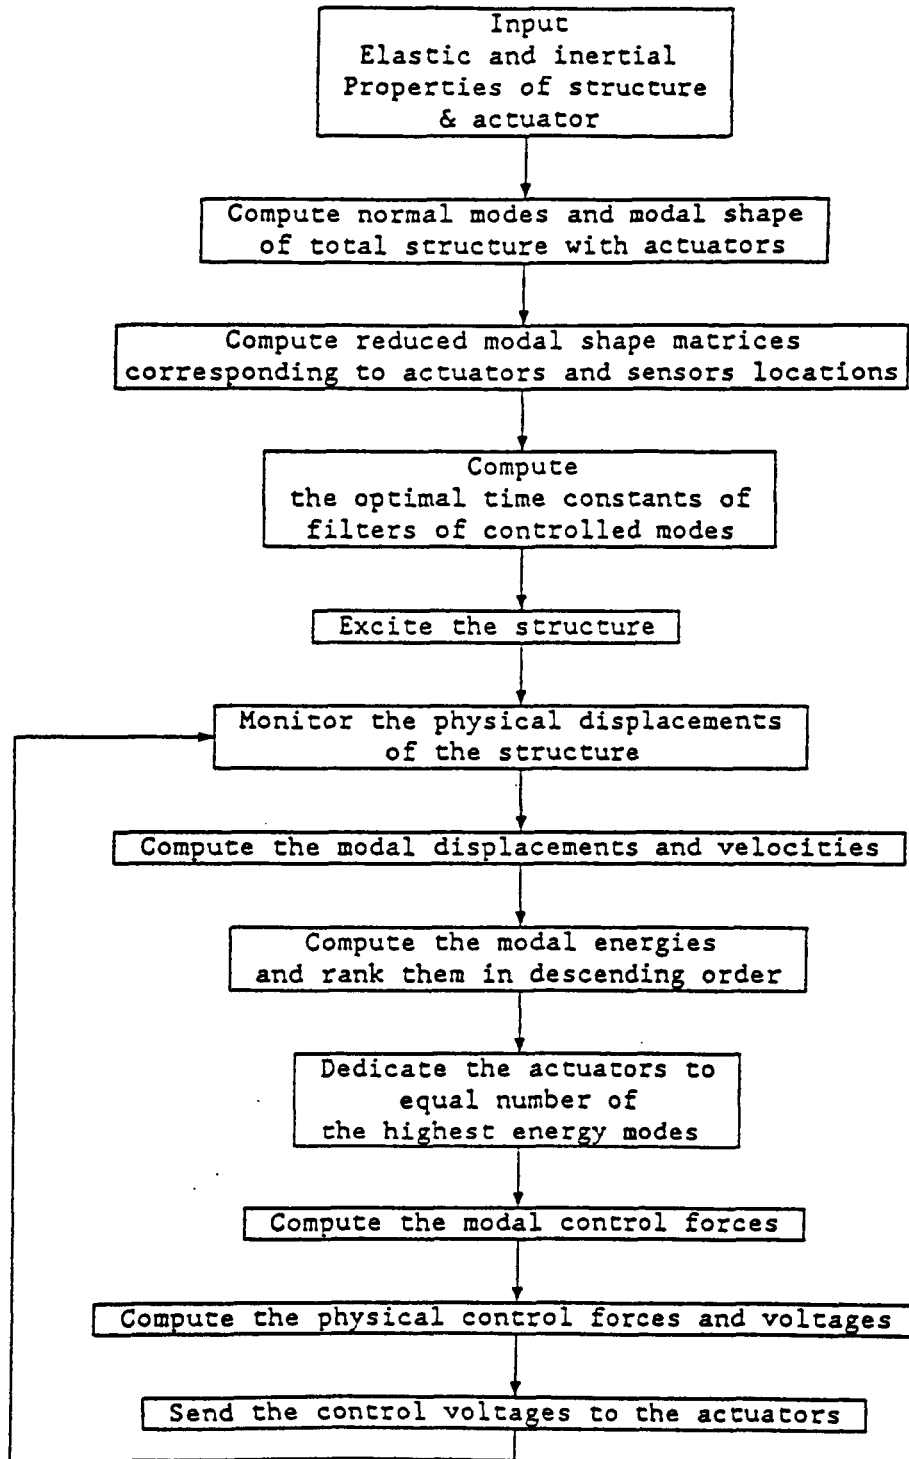 Input
Elastic and inertial
Properties of structure
& actuator
Compute normal modes and modal shape
of total structure with actuators
Compute reduced modal shape matrices
corresponding to actuators and sensors locations
Compute
the optimal time constants of
filters of controlled modes
Excite the structure
Monitor the physical displacements
of the structure
Compute the modal displacements and velocities
Compute the modal energies
and rank them in descending order
Dedicate the actuators to
equal number of
the highest energy modes
Compute the modal control forces
Compute the physical control forces and voltages
Send the control voltages to the actuators